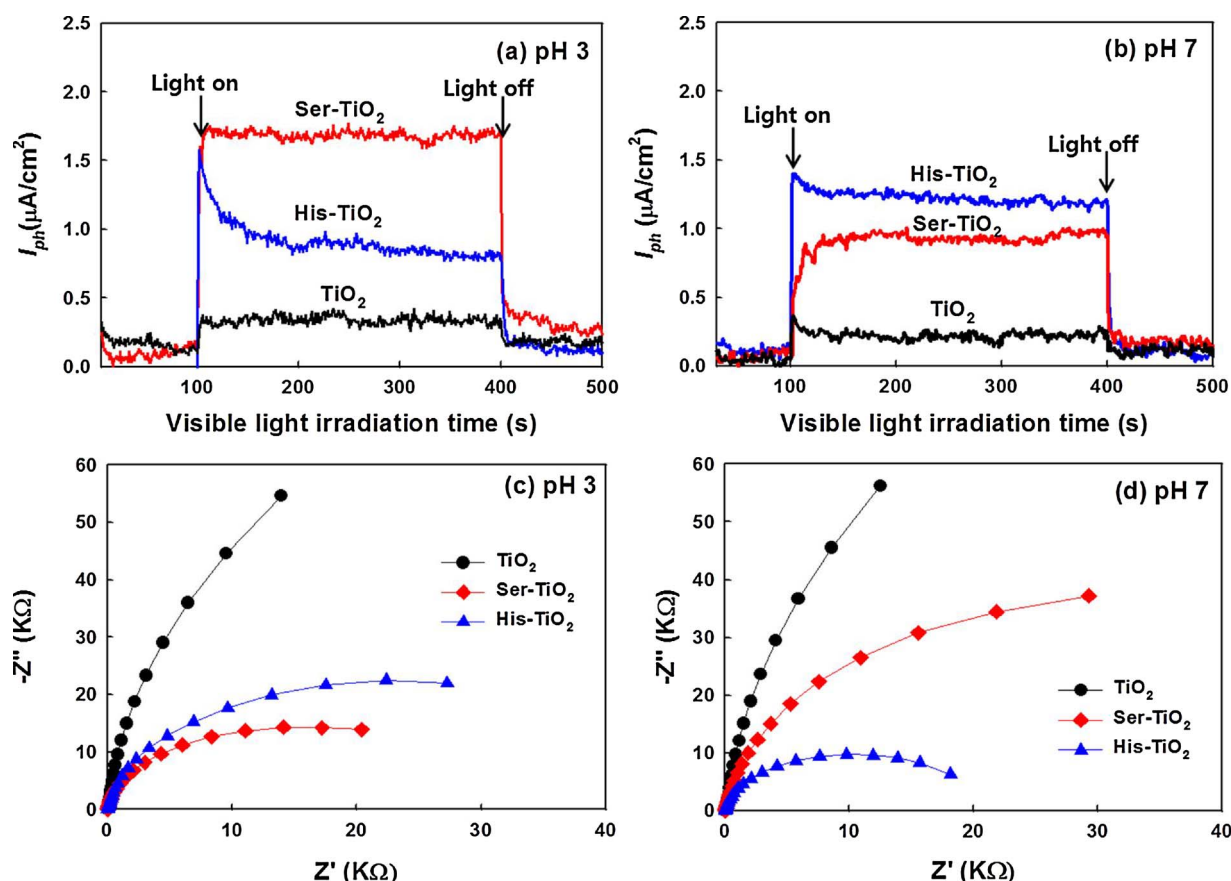 (a) pH 3
2.5
2.0
1.5
1.0
0.5
0.0
I_ph(μA/cm²)
Light on
Ser-TiO₂
Light off
His-TiO₂
TiO₂
100 200 300 400 500
Visible light irradiation time (s)
(b) pH 7
2.5
2.0
1.5
1.0
0.5
0.0
I_ph (μA/cm²)
Light on
Light off
His-TiO₂
Ser-TiO₂
TiO₂
100 200 300 400 500
Visible light irradiation time (s)
(c) pH 3
60
50
40
30
20
10
0
-Z'' (KΩ)
TiO₂
Ser-TiO₂
His-TiO₂
0 10 20 30 40
Z' (KΩ)
(d) pH 7
60
50
40
30
20
10
0
-Z'' (KΩ)
TiO₂
Ser-TiO₂
His-TiO₂
0 10 20 30 40
Z' (KΩ)